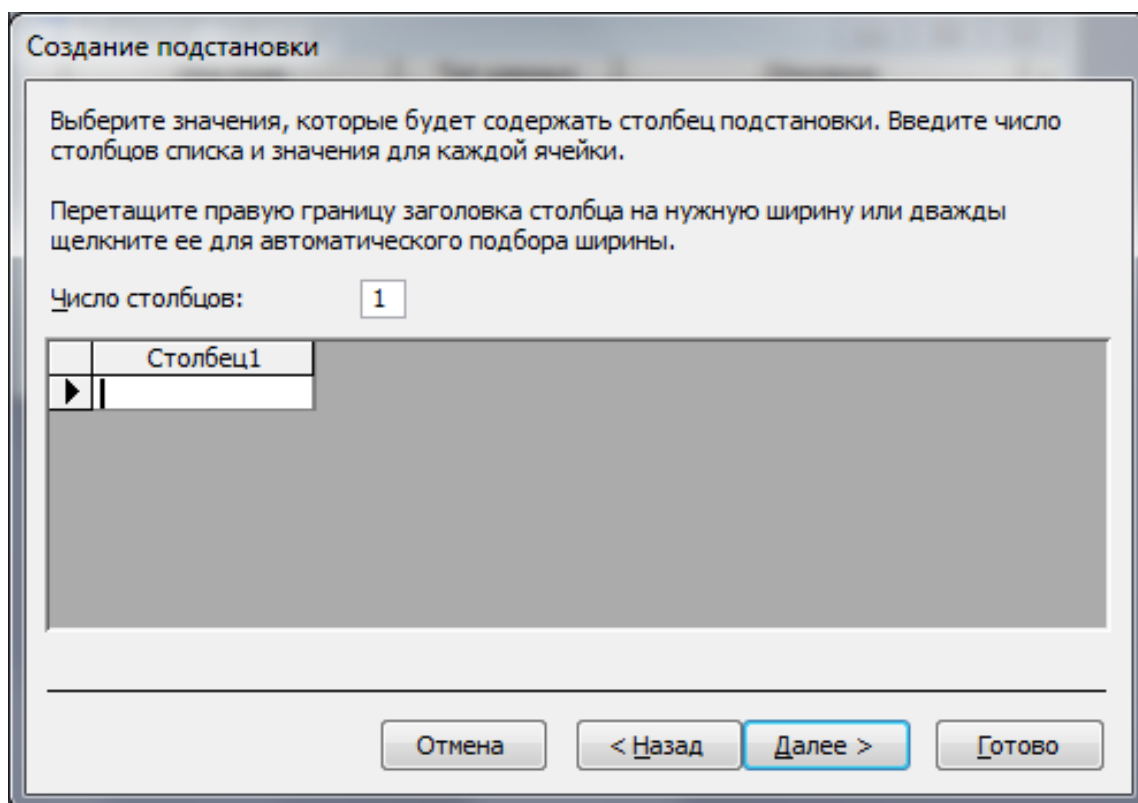 Создание подстановки
Выберите значения, которые будет содержать столбец подстановки. Введите число
столбцов списка и значения для каждой ячейки.
Перетащите правую границу заголовка столбца на нужную ширину или дважды
щелкните ее для автоматического подбора ширины.
Число столбцов: 1
Столбец1
Отмена < Назад Далее > Готово